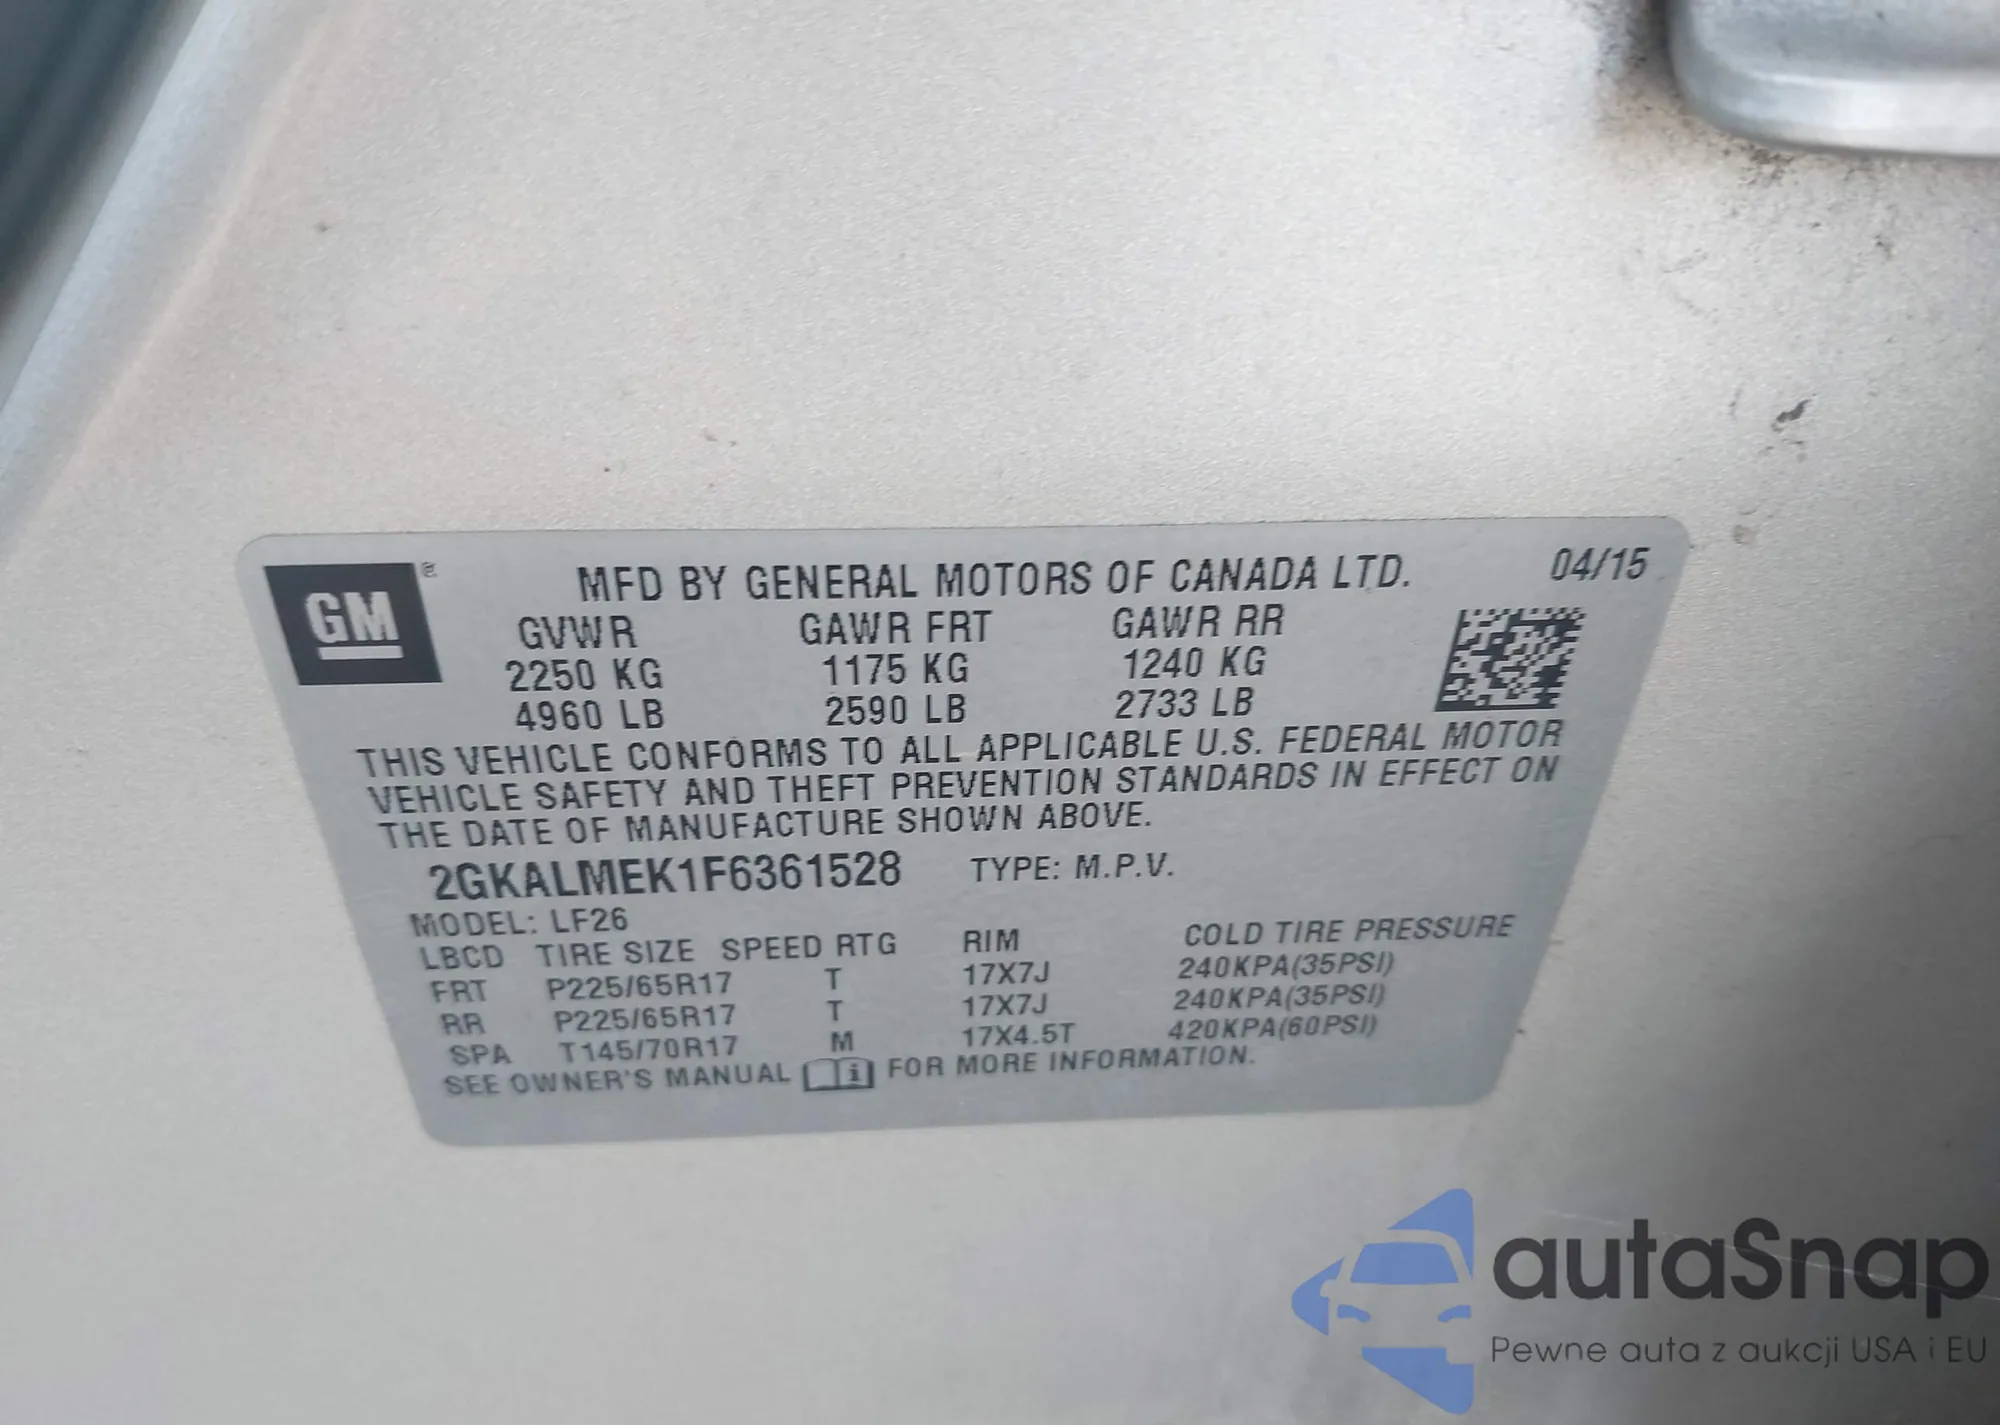 GM ®
MFD BY GENERAL MOTORS OF CANADA LTD. 04/15
GVWR GAWR FRT GAWR RR
2250 KG 1175 KG 1240 KG
4960 LB 2590 LB 2733 LB
THIS VEHICLE CONFORMS TO ALL APPLICABLE U.S. FEDERAL MOTOR
VEHICLE SAFETY AND THEFT PREVENTION STANDARDS IN EFFECT ON
THE DATE OF MANUFACTURE SHOWN ABOVE.
2GKALMEK1F6361528 TYPE: M.P.V.
MODEL: LF26
LBCD TIRE SIZE SPEED RTG RIM COLD TIRE PRESSURE
FRT P225/65R17 T 17X7J 240KPA(35PSI)
RR P225/65R17 T 17X7J 240KPA(35PSI)
SPA T145/70R17 M 17X4.5T 420KPA(60PSI)
SEE OWNER'S MANUAL i FOR MORE INFORMATION.
autaSnap
Pewne auta z aukcji USA i EU